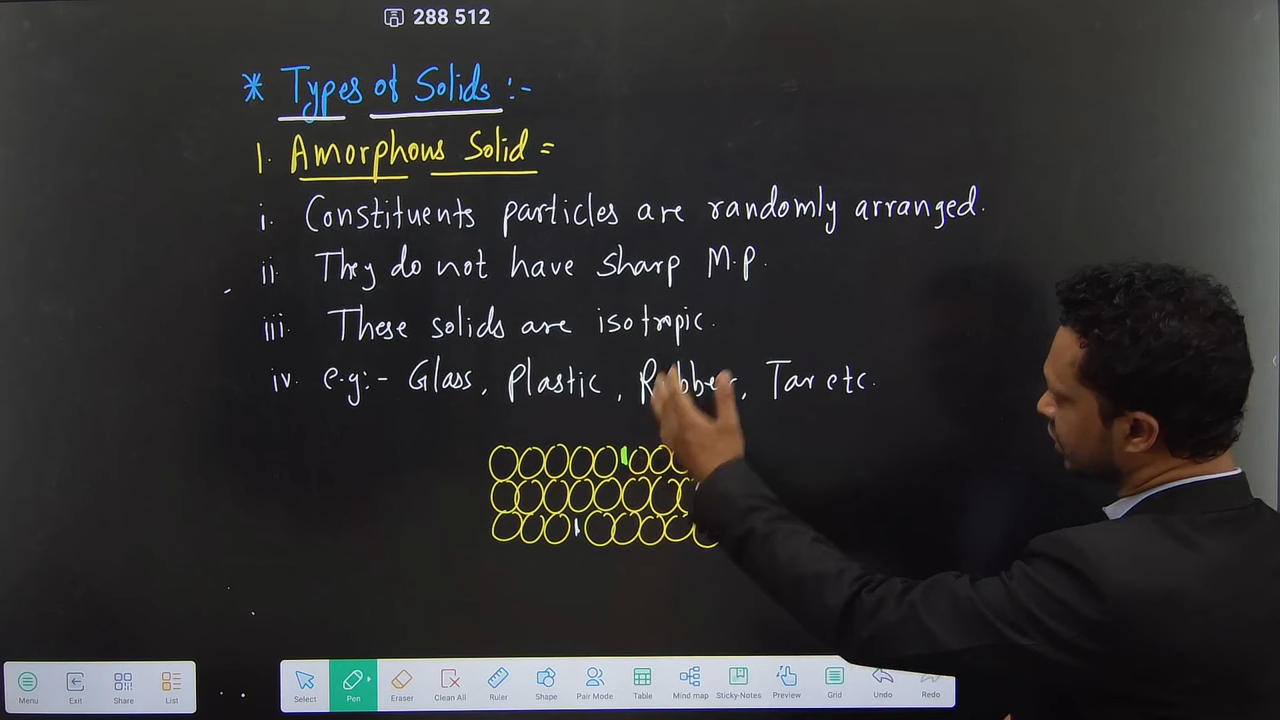 288 512
* Types of Solids :-
1. Amorphous Solid =
i. Constituents particles are randomly arranged.
ii. They do not have sharp M.P.
iii. These solids are isotropic.
iv. e.g:- Glass, Plastic, Rubber, Tar etc.
Menu Exit Share List Select Pen Eraser Clean All Ruler Shape Pair Mode Table Mind map Sticky-Notes Preview Grid Undo Redo